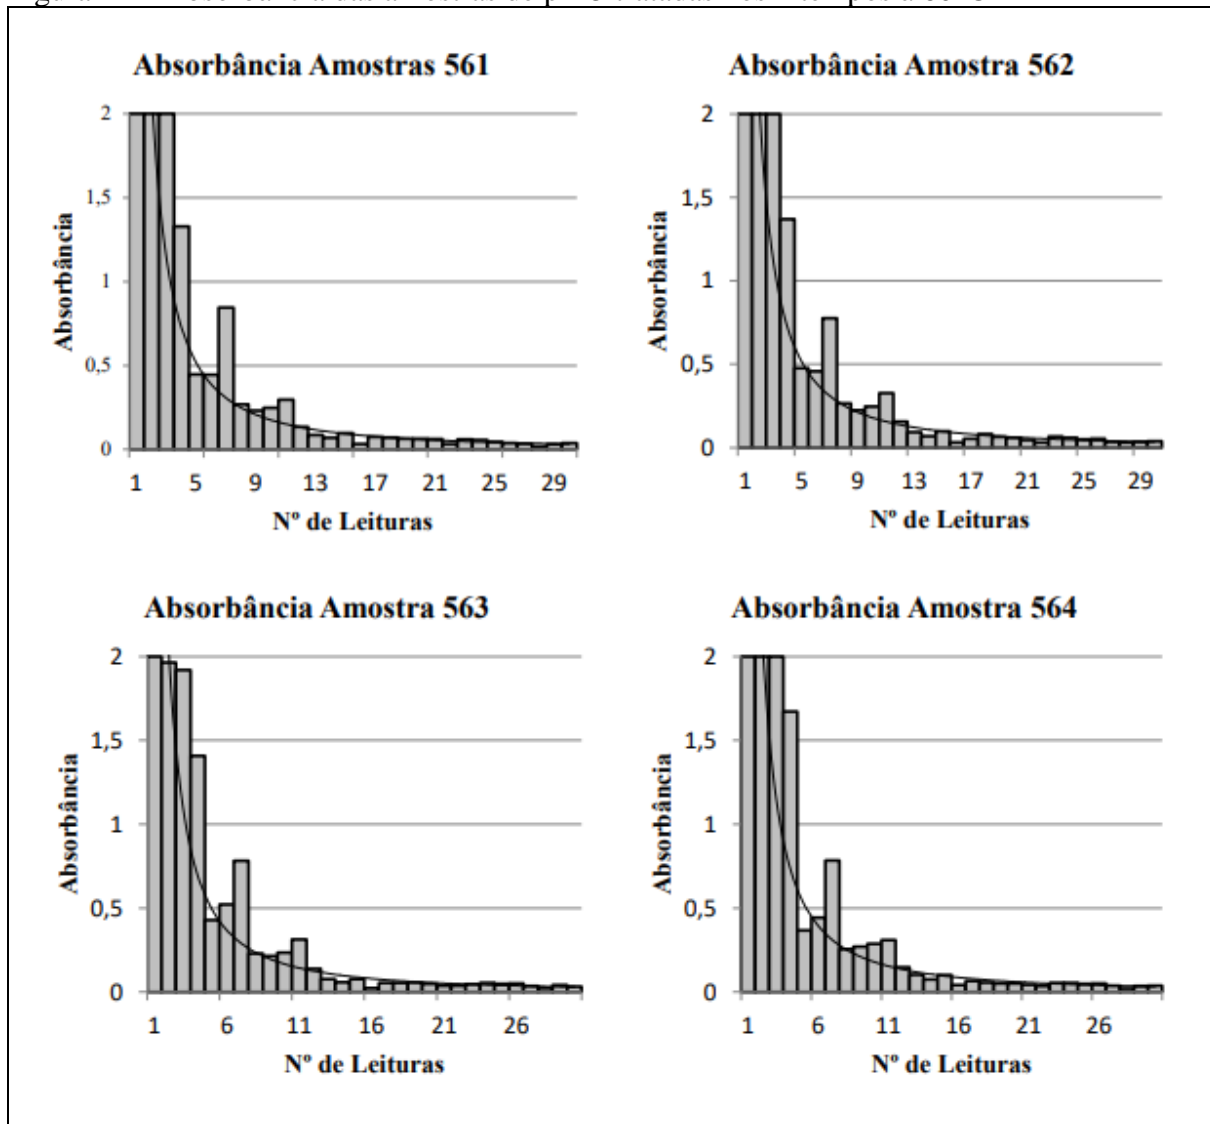 das
de
tratadas
a
Absorbância Amostras 561
2
1,5
1
0,5
0
Absorbância
1 5 9 13 17 21 25 29
Nº de Leituras
Absorbância Amostra 562
2
1,5
1
0,5
0
Absorbância
1 5 9 13 17 21 25 29
Nº de Leituras
Absorbância Amostra 563
2
1,5
1
0,5
0
Absorbância
1 6 11 16 21 26
Nº de Leituras
Absorbância Amostra 564
2
1,5
1
0,5
0
Absorbância
1 6 11 16 21 26
Nº de Leituras